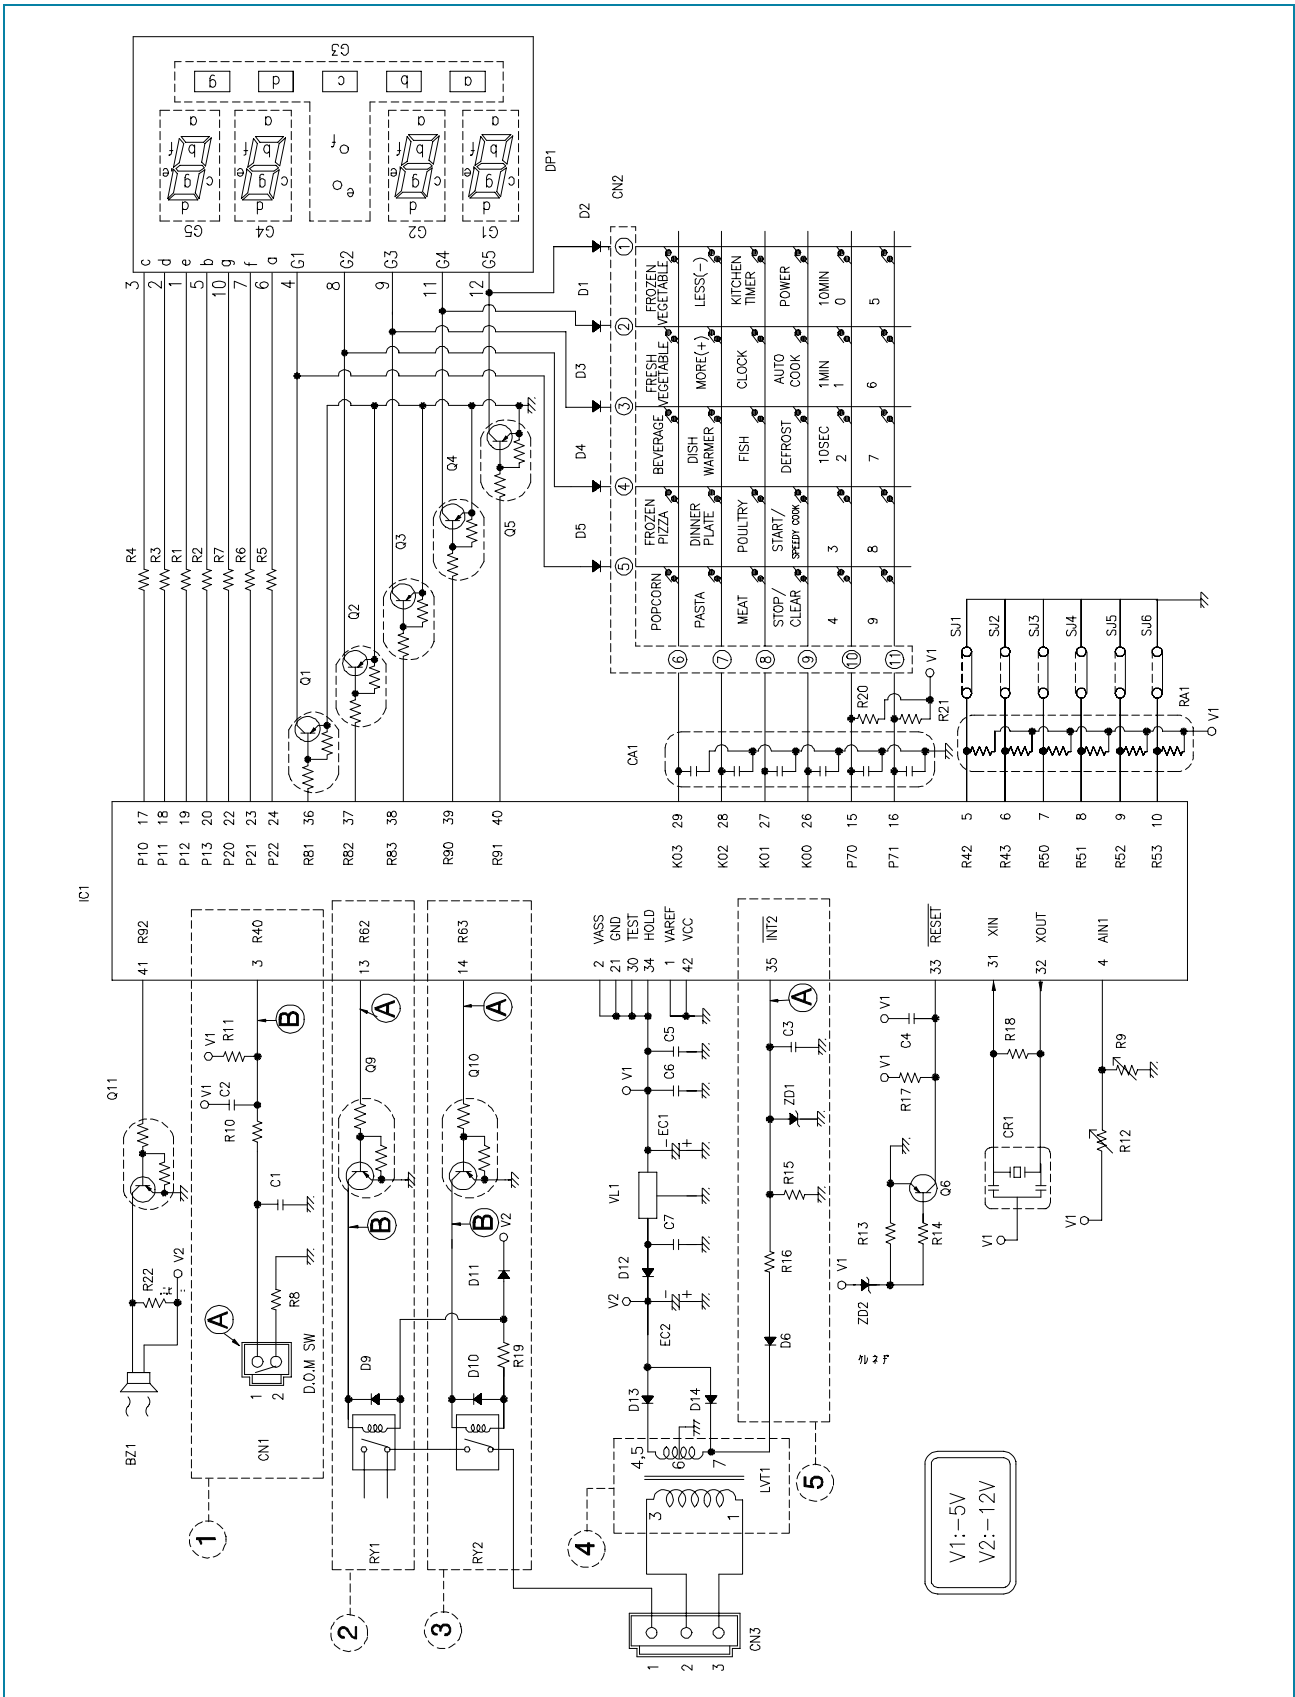 G3
g
d
c
b
a
a
b
f
g
e
c
d
G5
a
b
f
g
e
c
d
G4
f
e
a
b
f
g
e
c
d
G2
a
b
f
g
e
c
d
G1
DP1
c
d
e
b
g
f
a
G1
G2
G3
G4
G5
3
2
1
5
10
7
6
4
8
9
11
12
R4
R3
R1
R2
R7
R6
R5
Q1
Q2
Q3
Q4
Q5
D2
D1
D3
D4
D5
CN2
1
2
3
4
5
FROZEN VEGETABLE
LESS(-)
KITCHEN TIMER
POWER
10MIN 0
5
FRESH VEGETABLE
MORE(+)
CLOCK
AUTO COOK
1MIN 1
6
BEVERAGE
DISH WARMER
FISH
DEFROST
10SEC 2
7
FROZEN PIZZA
DINNER PLATE
POULTRY
START/ SPEEDY COOK
3
8
POPCORN
PASTA
MEAT
STOP/ CLEAR
4
9
6
7
8
9
10
11
V1
R20
R21
CA1
SJ1
SJ2
SJ3
SJ4
SJ5
SJ6
RA1
V1
IC1
17
18
19
20
22
23
24
36
37
38
39
40
29
28
27
26
15
16
5
6
7
8
9
10
P10
P11
P12
P13
P20
P21
P22
R81
R82
R83
R90
R91
K03
K02
K01
K00
P70
P71
R42
R43
R50
R51
R52
R53
R92
R40
R62
R63
VASS
GND
TEST
HOLD
VAREF
VCC
INT2
RESET
XIN
XOUT
AIN1
41
3
13
14
2
21
30
34
1
42
35
33
31
32
4
Q11
R22
V2
BZ1
B
V1
R11
V1
C2
R10
C1
R8
A
D.O.M SW
1
2
CN1
1
A
Q9
B
D9
RY1
2
A
Q10
B
V2
D11
D10
R19
RY2
3
C5
V1
C6
EC1
- +
VL1
C7
D12
V2
- +
EC2
D13
D14
4,5
6
7
LVT1
3
1
4
1
2
3
CN3
A
C3
ZD1
R15
R16
D6
5
V1
C4
V1
R17
Q6
R13
R14
V1
ZD2
R18
CR1
V1
R9
R12
V1
V1:-5V
V2:-12V